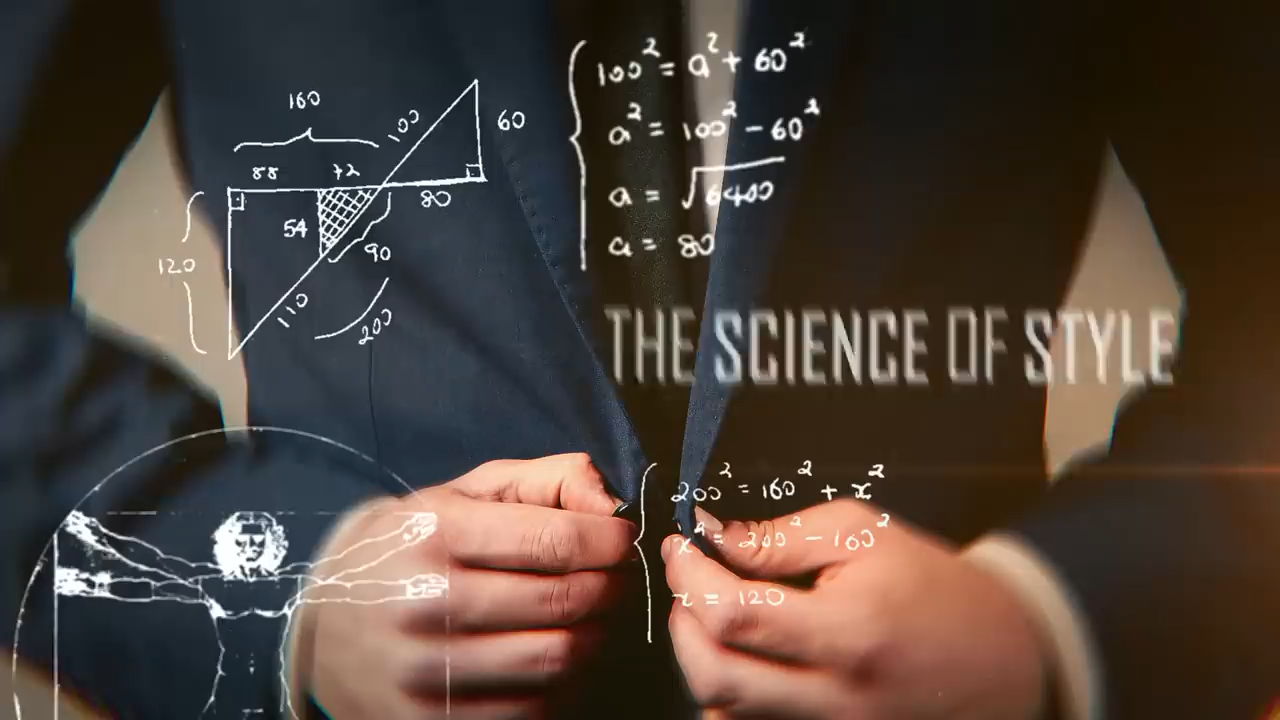 160
88 72
100
60
80
54
90
120
110
200
100² = a² + 60²
a² = 100² - 60²
a = √6400
a = 80
THE SCIENCE OF STYLE
200² = 160² + x²
x² = 200² - 160²
x = 120